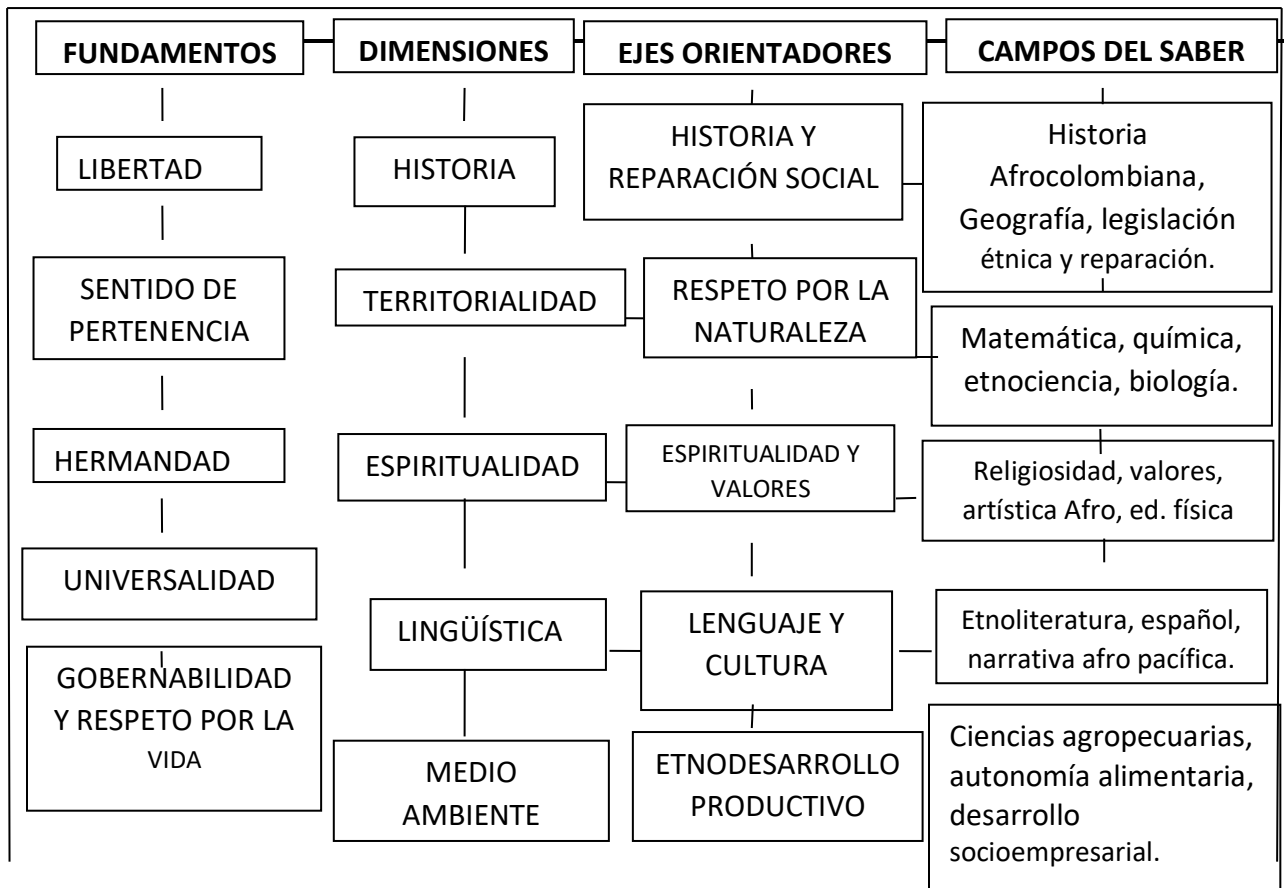 FUNDAMENTOS
DIMENSIONES
EJES ORIENTADORES
CAMPOS DEL SABER
LIBERTAD
SENTIDO DE
PERTENENCIA
HERMANDAD
UNIVERSALIDAD
GOBERNABILIDAD
Y RESPETO POR LA
VIDA
HISTORIA
TERRITORIALIDAD
ESPIRITUALIDAD
LINGÜÍSTICA
MEDIO
AMBIENTE
HISTORIA Y
REPARACIÓN SOCIAL
RESPETO POR LA
NATURALEZA
ESPIRITUALIDAD Y
VALORES
LENGUAJE Y
CULTURA
ETNODESARROLLO
PRODUCTIVO
Historia
Afrocolombiana,
Geografía, legislación
étnica y reparación.
Matemática, química,
etnociencia, biología.
Religiosidad, valores,
artística Afro, ed. física
Etnoliteratura, español,
narrativa afro pacífica.
Ciencias agropecuarias,
autonomía alimentaria,
desarrollo
socioempresarial.